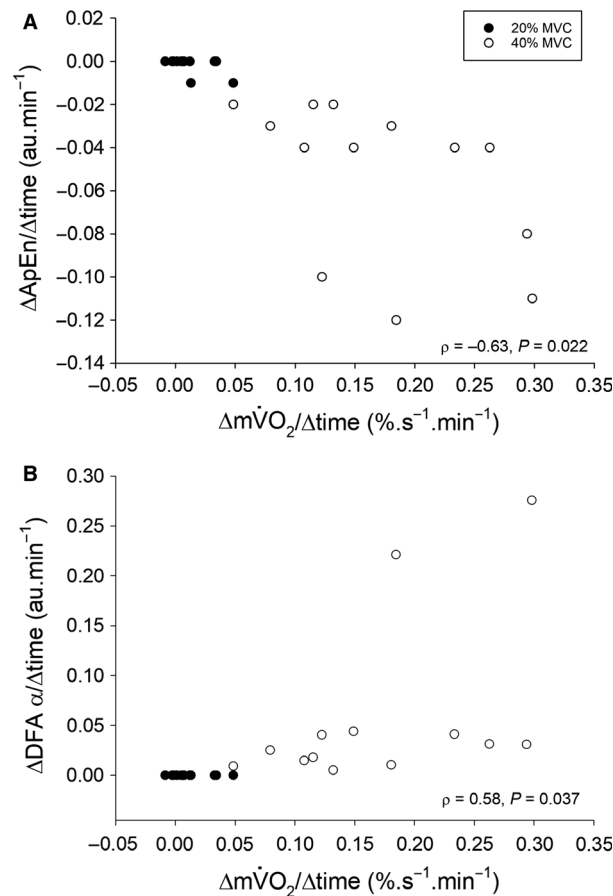 A
20% MVC
40% MVC
0.00
−0.02
−0.04
−0.06
−0.08
−0.10
−0.12
−0.14
ΔApEn/Δtime (au.min⁻¹)
ρ = −0.63, P = 0.022
−0.05 0.00 0.05 0.10 0.15 0.20 0.25 0.30 0.35
ΔmV̇O₂/Δtime (%.s⁻¹.min⁻¹)
B
0.30
0.25
0.20
0.15
0.10
0.05
0.00
ΔDFA α/Δtime (au.min⁻¹)
ρ = 0.58, P = 0.037
−0.05 0.00 0.05 0.10 0.15 0.20 0.25 0.30 0.35
ΔmV̇O₂/Δtime (%.s⁻¹.min⁻¹)